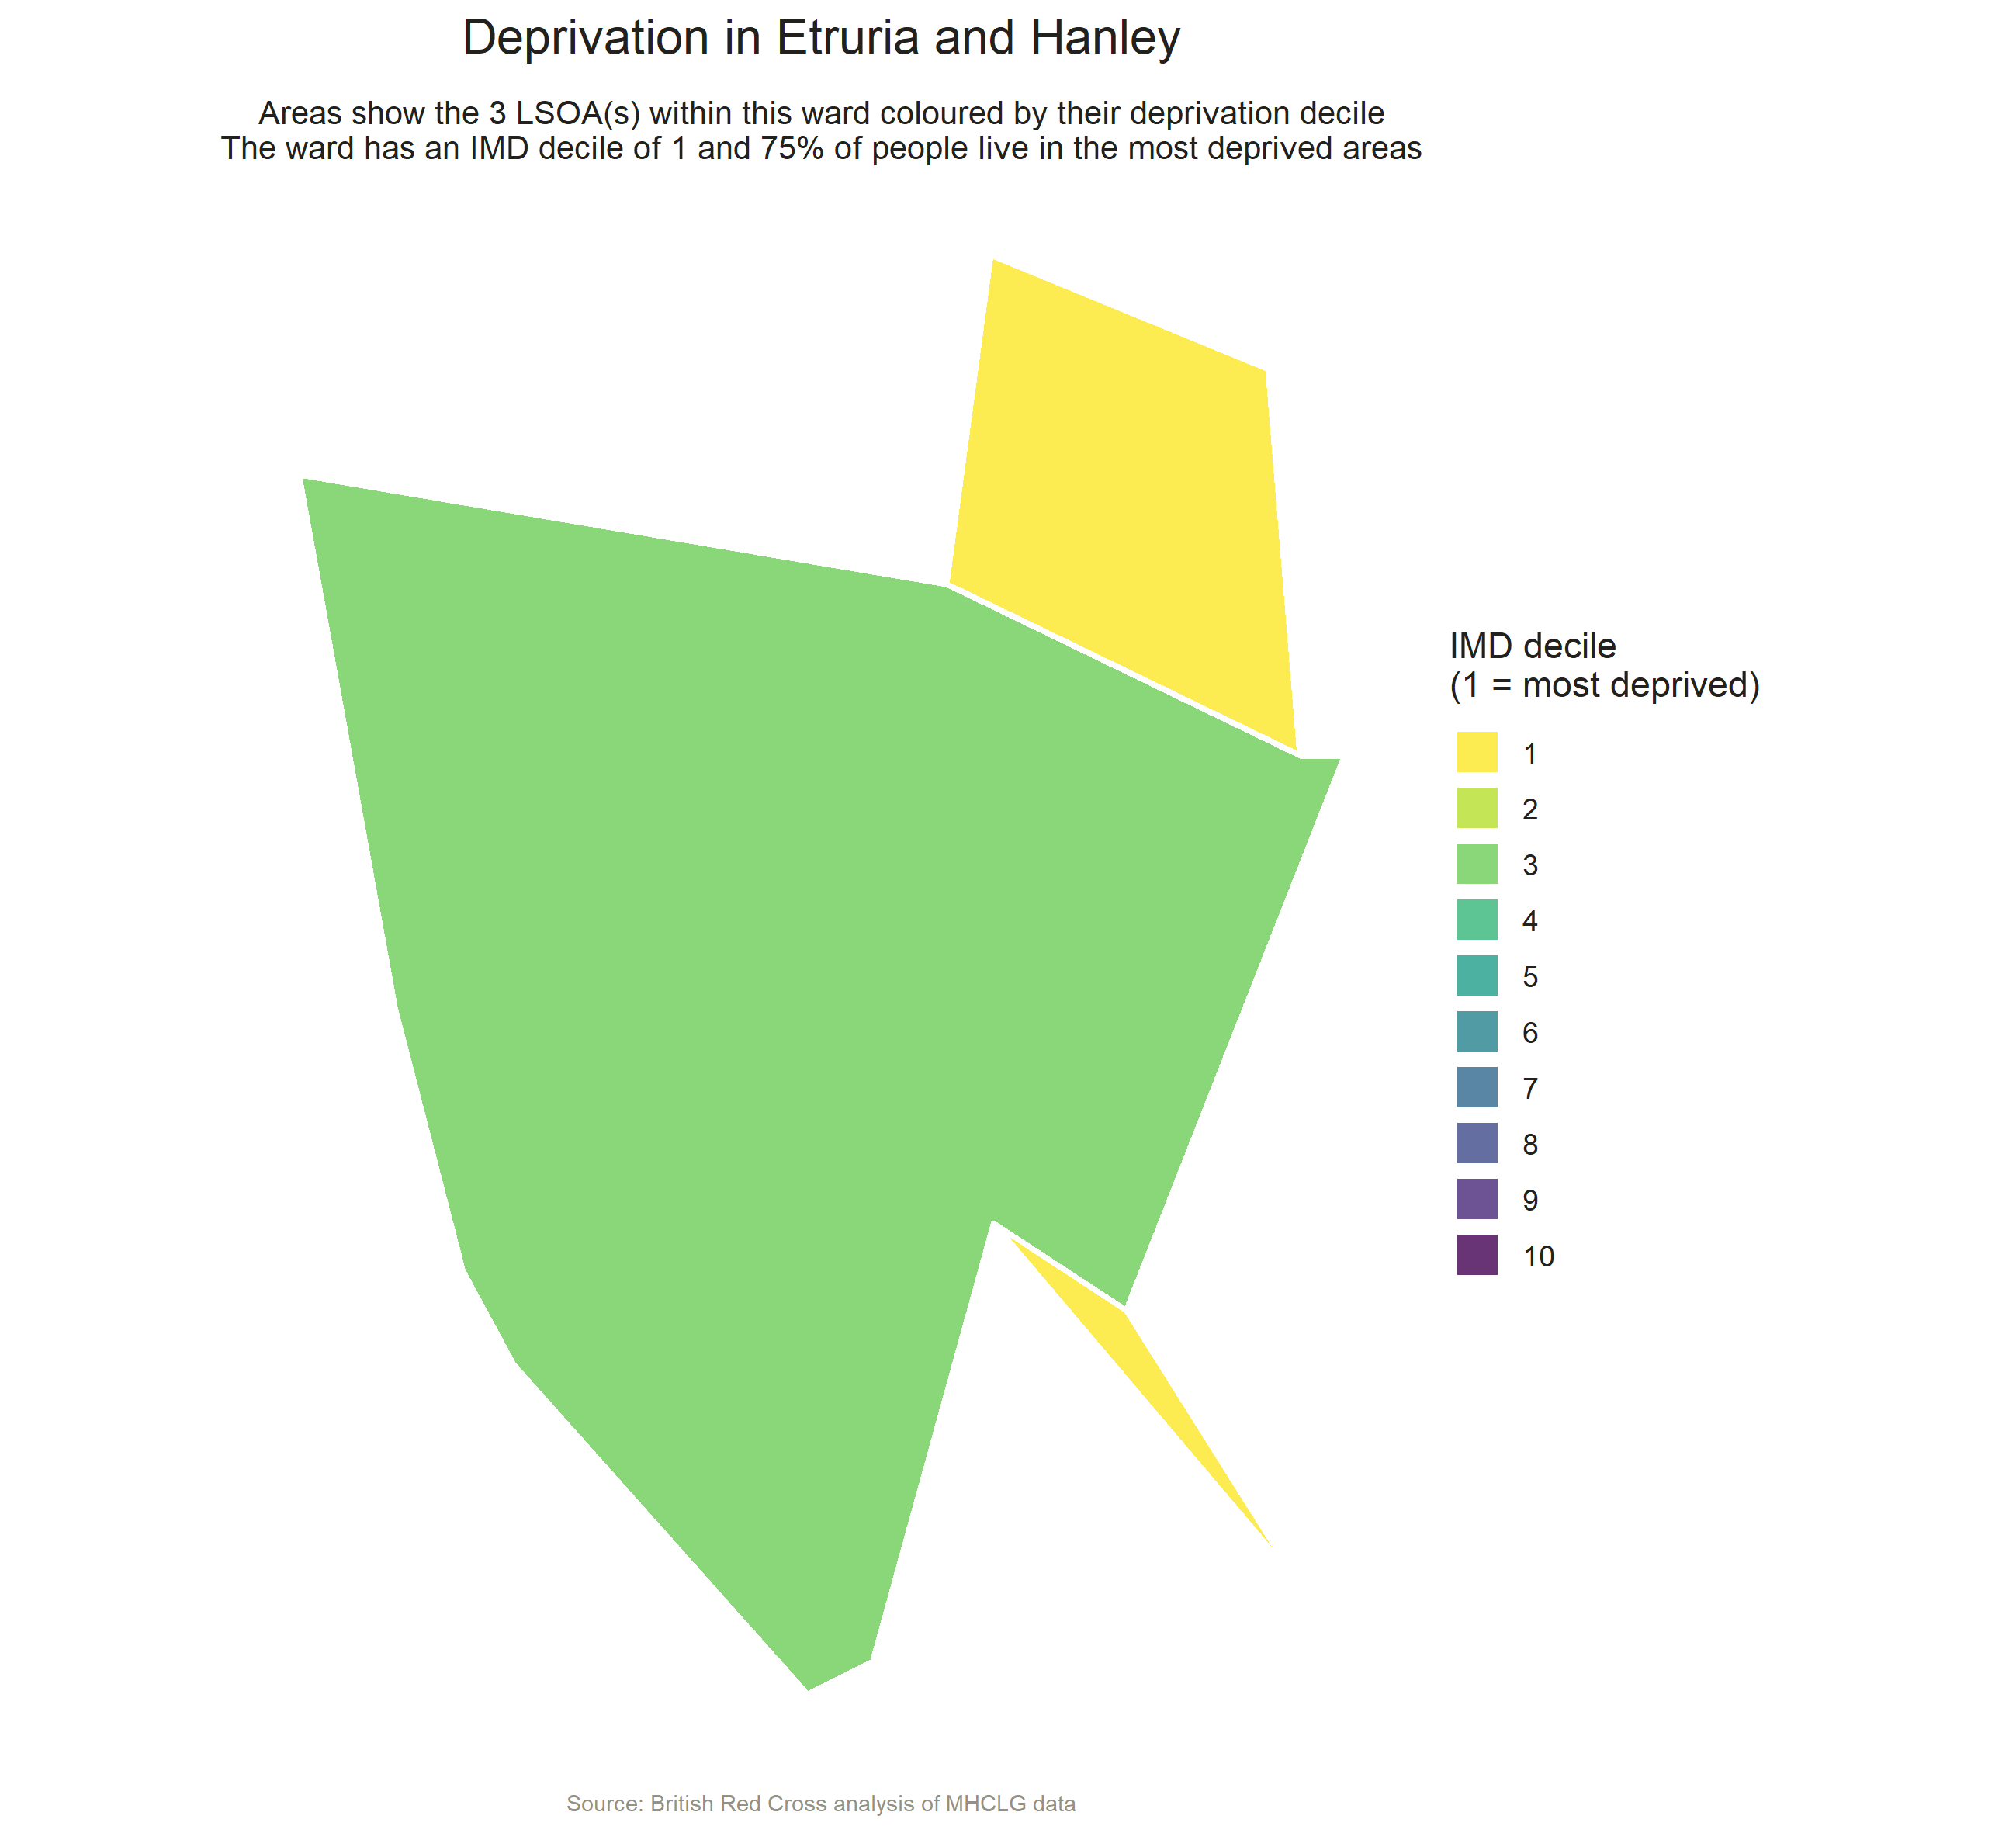 Deprivation in Etruria and Hanley
Areas show the 3 LSOA(s) within this ward coloured by their deprivation decile
The ward has an IMD decile of 1 and 75% of people live in the most deprived areas
IMD decile
(1 = most deprived)
1
2
3
4
5
6
7
8
9
10
Source: British Red Cross analysis of MHCLG data